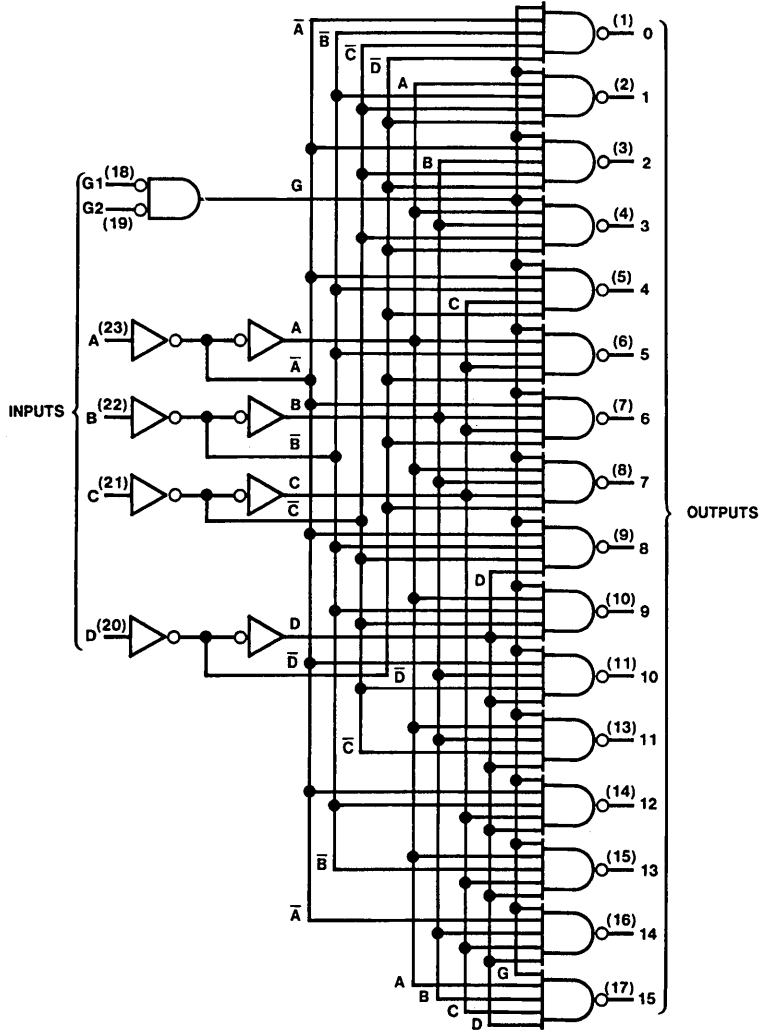 A̅
(1)
0
B̅
C̅
D̅
A
(2)
1
(3)
2
B
G1 (18)
G2
(19)
G
(4)
3
(5)
4
C
A (23)
A
A̅
(6)
5
INPUTS
B (22)
B
B̅
(7)
6
C (21)
C
C̅
(8)
7
OUTPUTS
(9)
8
D
(10)
9
D (20)
D
D̅
D̅
(11)
10
C̅
(13)
11
(14)
12
B̅
(15)
13
A̅
(16)
14
G
A
B
(17)
15
C
D